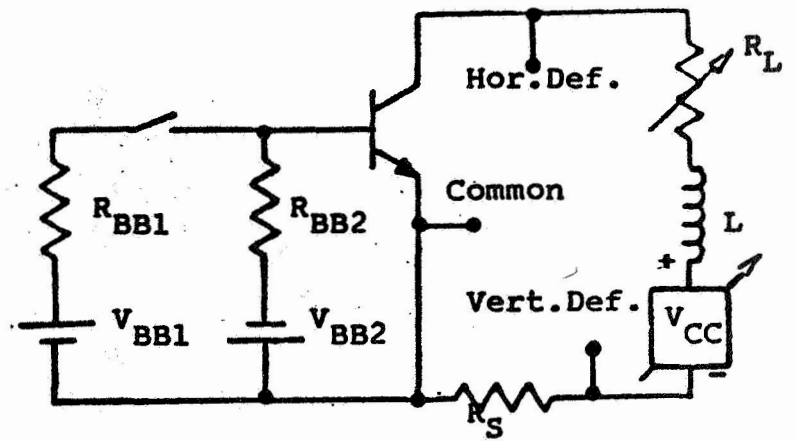 Hor.Def.
R_L
Common
R_BB1
R_BB2
L
+
Vert.Def.
V_BB1
V_BB2
V_CC
-
R_S